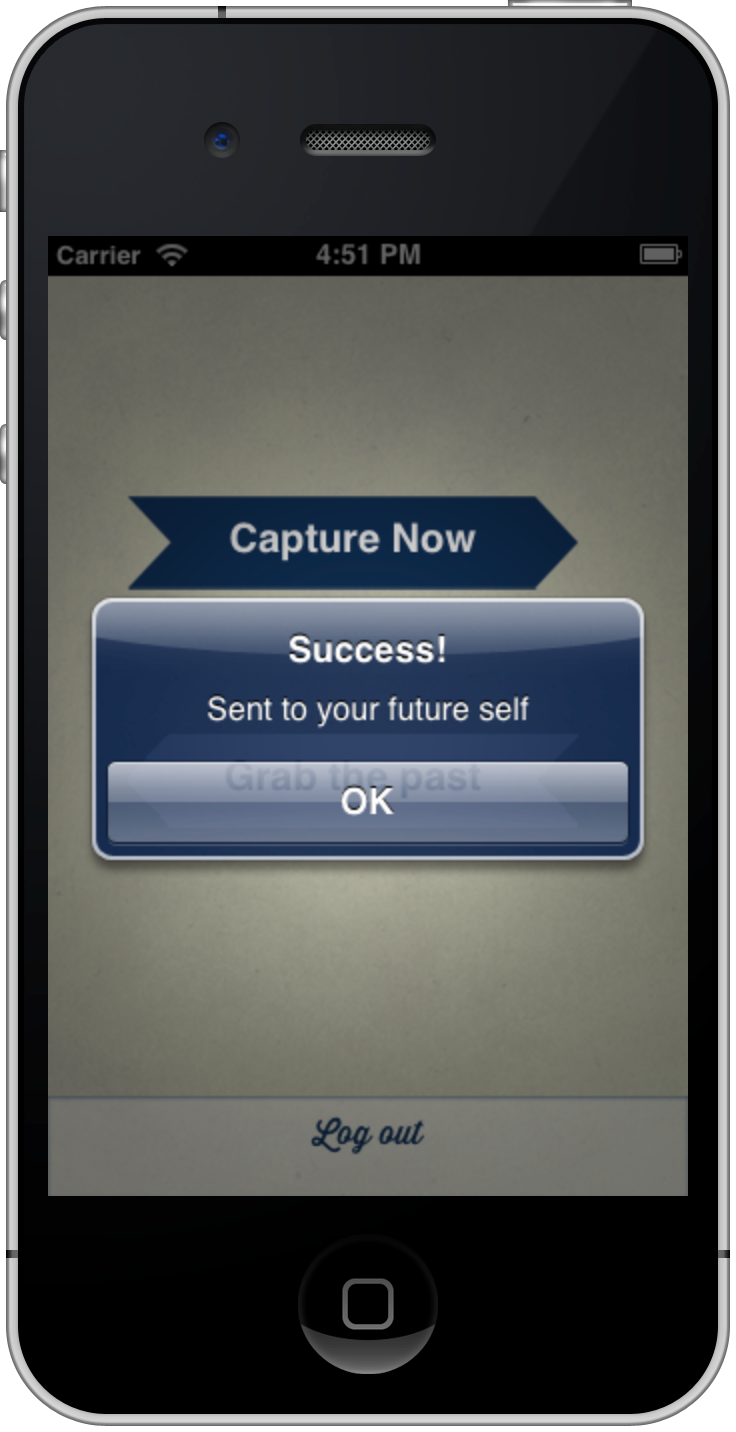 Carrier 4:51 PM
Capture Now
Success!
Sent to your future self
Grab the past
OK
Log out